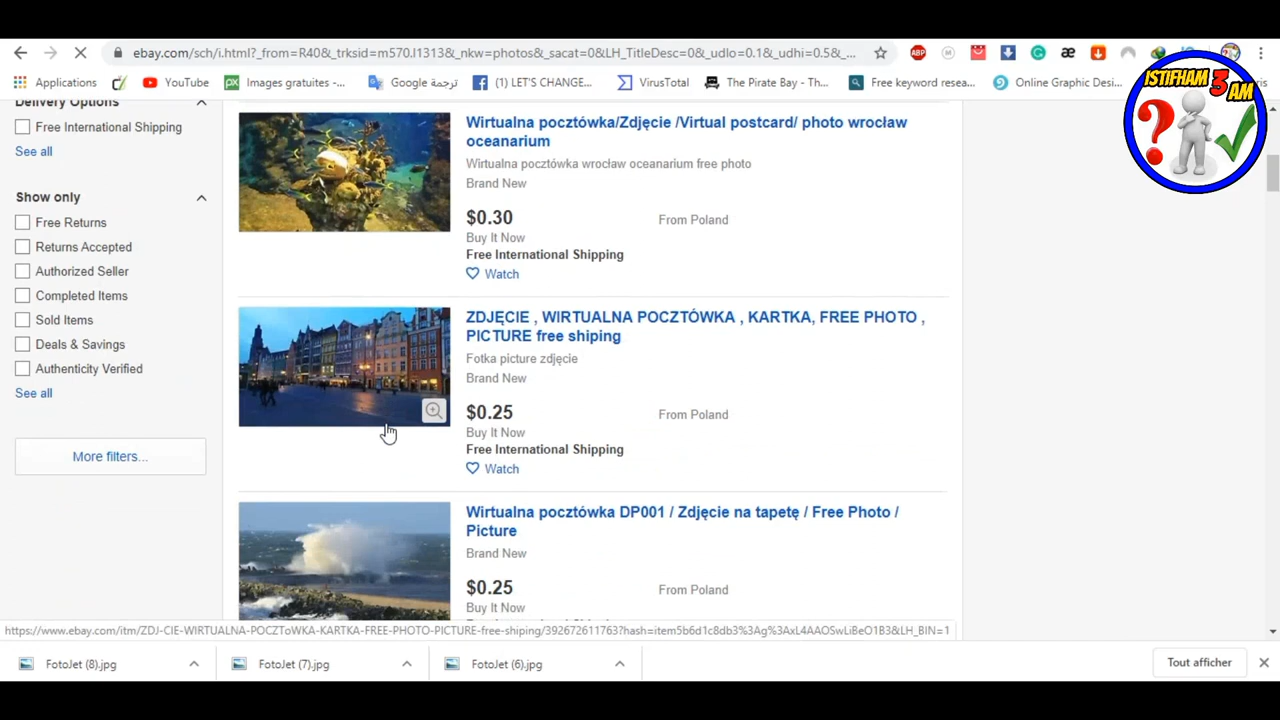 ebay.com/sch/i.html?_from=R40&_trksid=m570.l1313&_nkw=photos&_sacat=0&LH_TitleDesc=0&_udlo=0.1&_udhi=0.5&_...
Applications
YouTube
Images gratuites -...
Google ترجمة
(1) LET'S CHANGE...
VirusTotal
The Pirate Bay - Th...
Free keyword resea...
Online Graphic Desi...
ISTIFHAM 3 AM
Delivery Options
Free International Shipping
See all
Show only
Free Returns
Returns Accepted
Authorized Seller
Completed Items
Sold Items
Deals & Savings
Authenticity Verified
See all
More filters...
Wirtualna pocztówka/Zdjęcie /Virtual postcard/ photo wrocław
oceanarium
Wirtualna pocztówka wrocław oceanarium free photo
Brand New
$0.30
From Poland
Buy It Now
Free International Shipping
Watch
ZDJĘCIE , WIRTUALNA POCZTÓWKA , KARTKA, FREE PHOTO ,
PICTURE free shiping
Fotka picture zdjęcie
Brand New
$0.25
From Poland
Buy It Now
Free International Shipping
Watch
Wirtualna pocztówka DP001 / Zdjęcie na tapetę / Free Photo /
Picture
Brand New
$0.25
From Poland
Buy It Now
https://www.ebay.com/itm/ZDJ-CIE-WIRTUALNA-POCZToWKA-KARTKA-FREE-PHOTO-PICTURE-free-shiping/392672611763?hash=item5b6d1c8db3%3Ag%3AxL4AAOSwLiBeO1B3&LH_BIN=1
FotoJet (8).jpg
FotoJet (7).jpg
FotoJet (6).jpg
Tout afficher